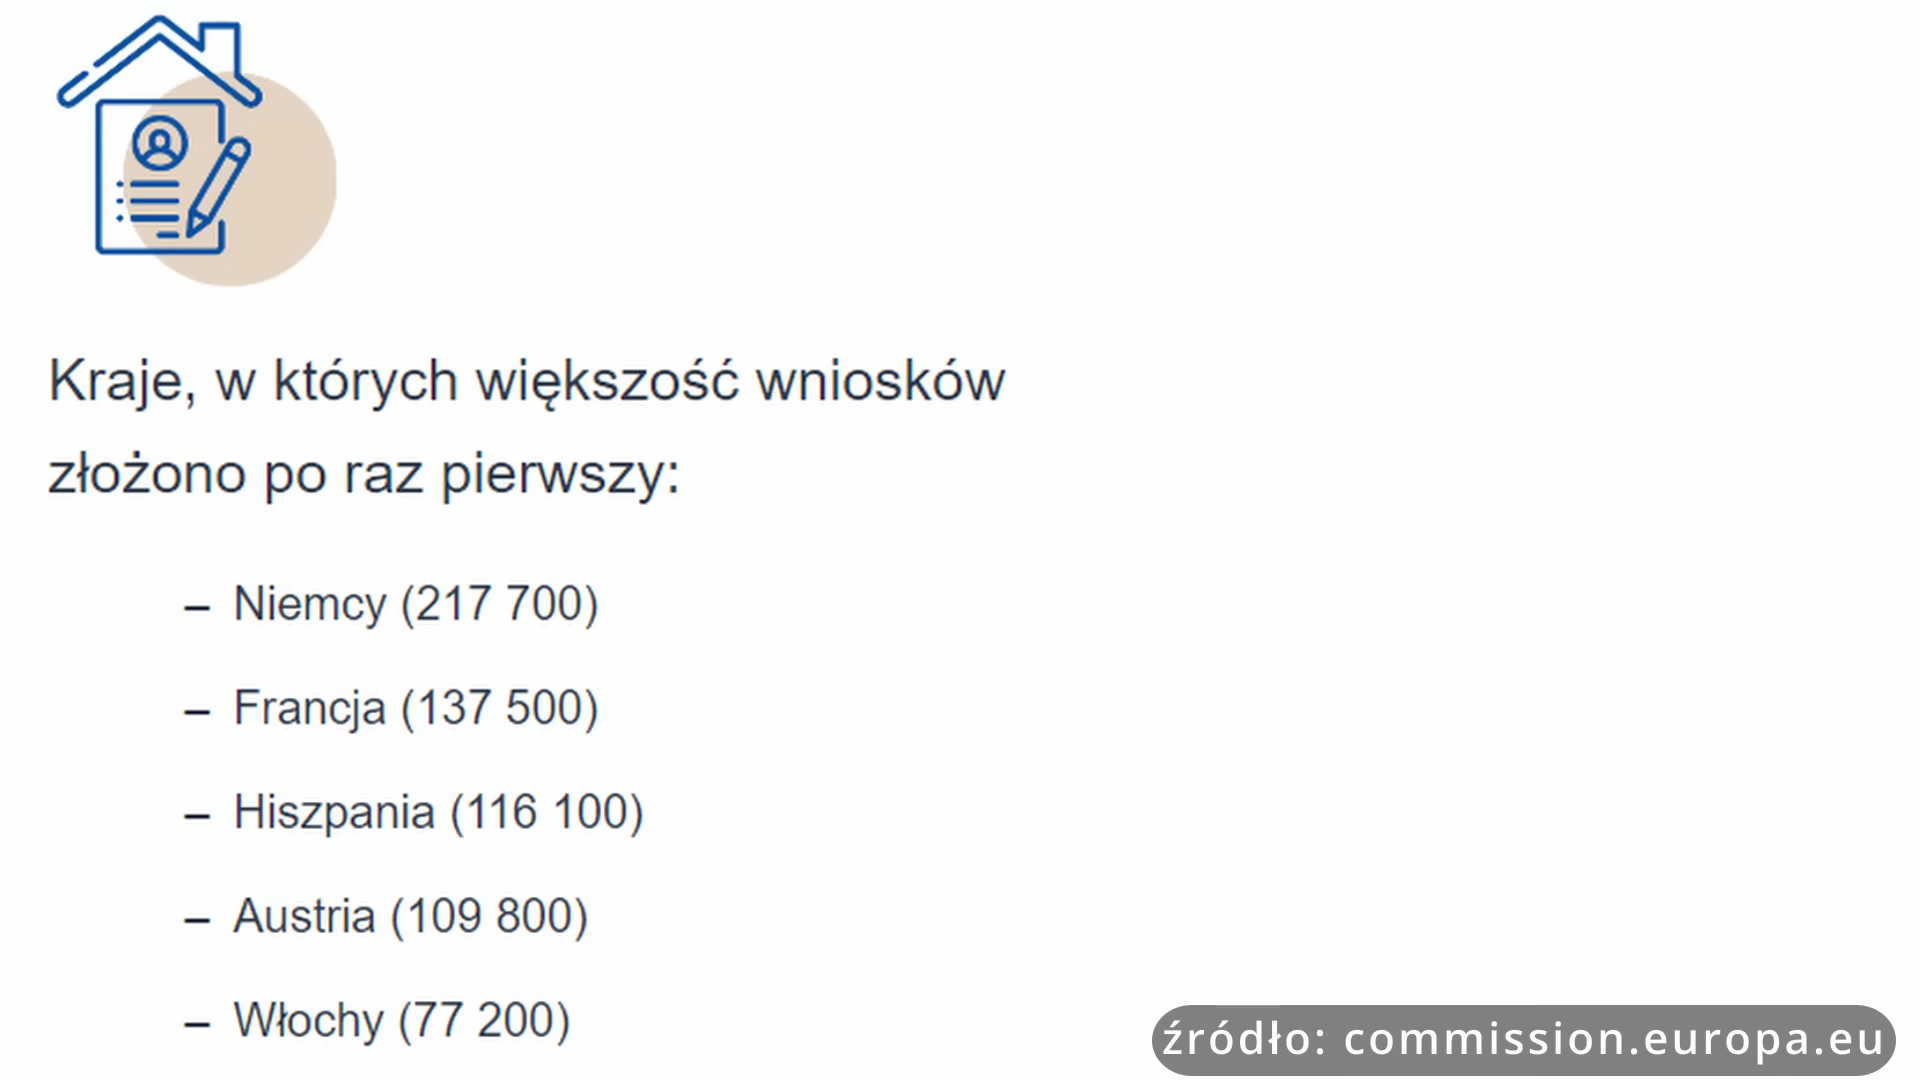 Kraje, w których większość wniosków
złożono po raz pierwszy:
– Niemcy (217 700)
– Francja (137 500)
– Hiszpania (116 100)
– Austria (109 800)
– Włochy (77 200)
źródło: commission.europa.eu